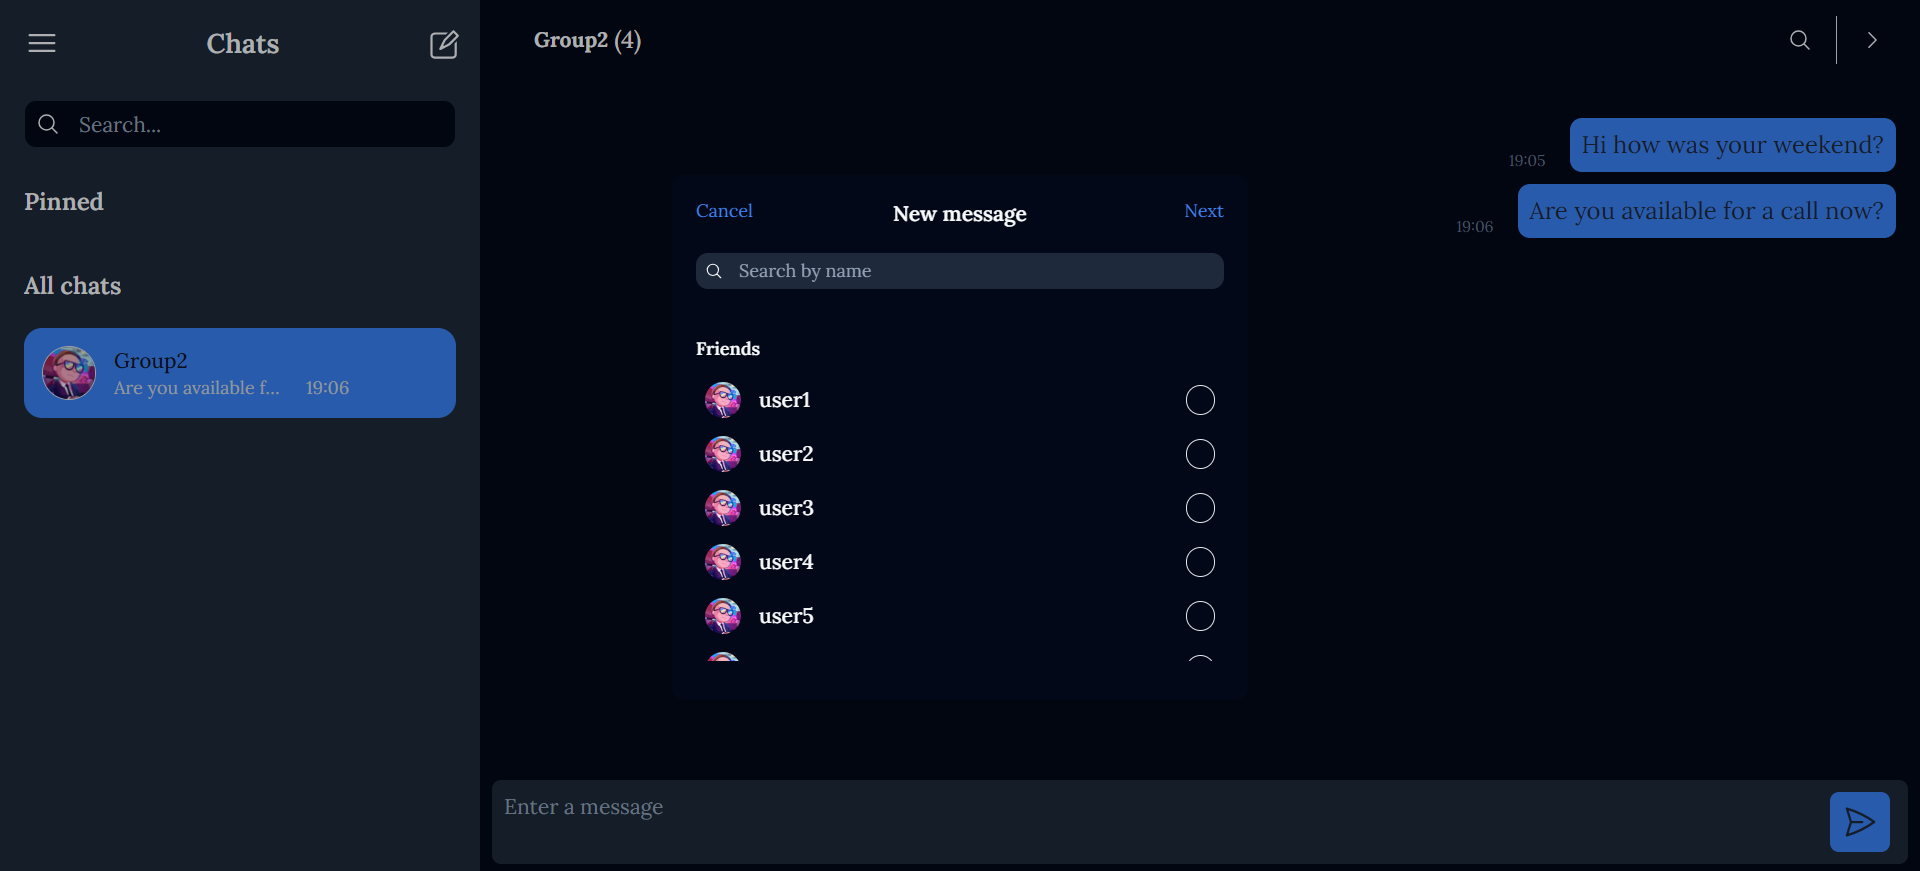 Chats
Search...
Pinned
All chats
Group2
Are you available f... 19:06
Group2 (4)
Hi how was your weekend?
19:05
Are you available for a call now?
19:06
Cancel
New message
Next
Search by name
Friends
user1
user2
user3
user4
user5
Enter a message